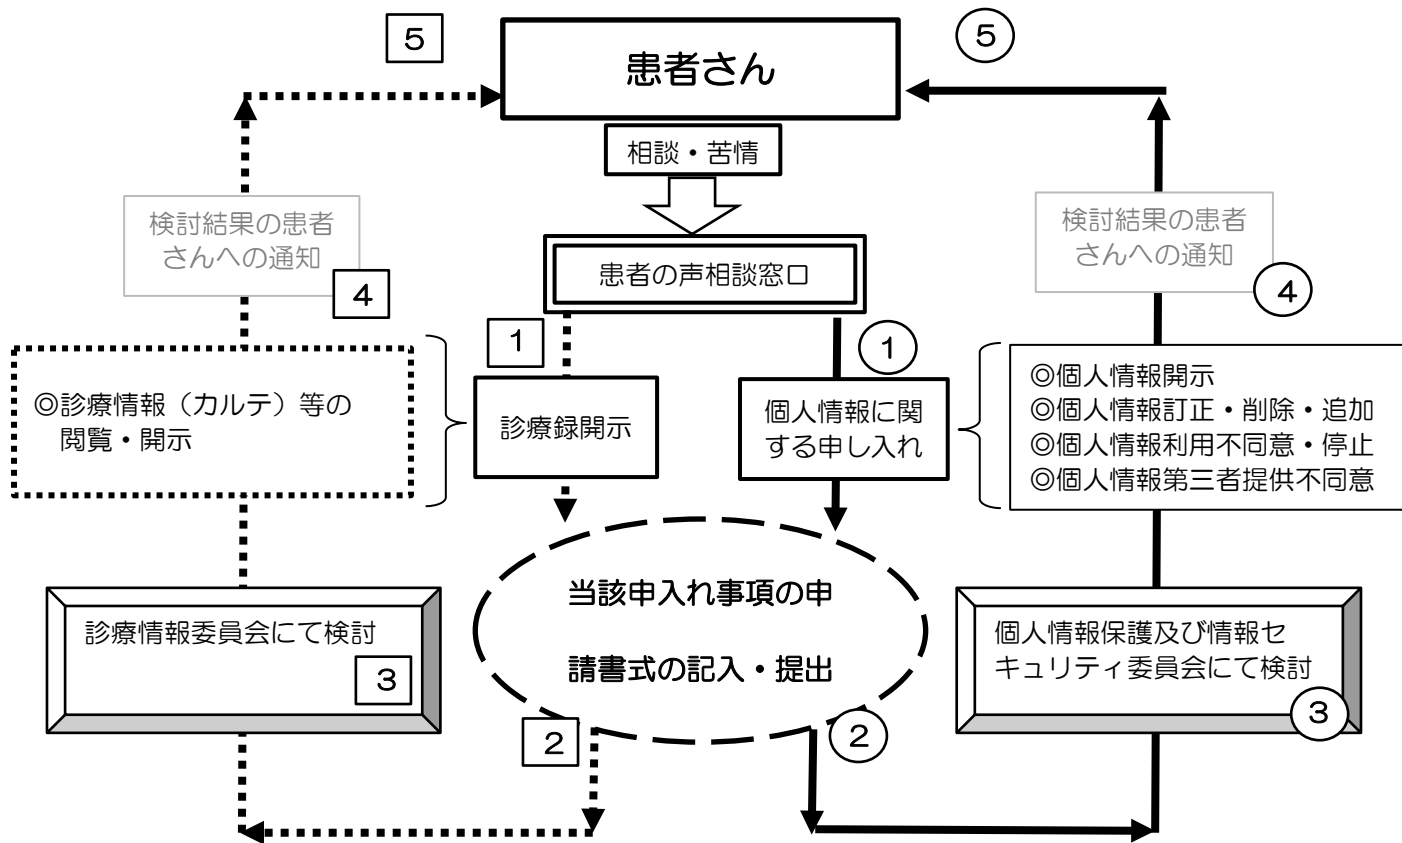 5
患者さん
5
相談・苦情
検討結果の患者
さんへの通知
4
患者の声相談窓口
検討結果の患者
さんへの通知
4
1
1
◎診療情報（カルテ）等の
閲覧・開示
診療録開示
個人情報に関
する申し入れ
◎個人情報開示
◎個人情報訂正・削除・追加
◎個人情報利用不同意・停止
◎個人情報第三者提供不同意
当該申入れ事項の申
請書式の記入・提出
診療情報委員会にて検討
3
個人情報保護及び情報セ
キュリティ委員会にて検討
3
2
2